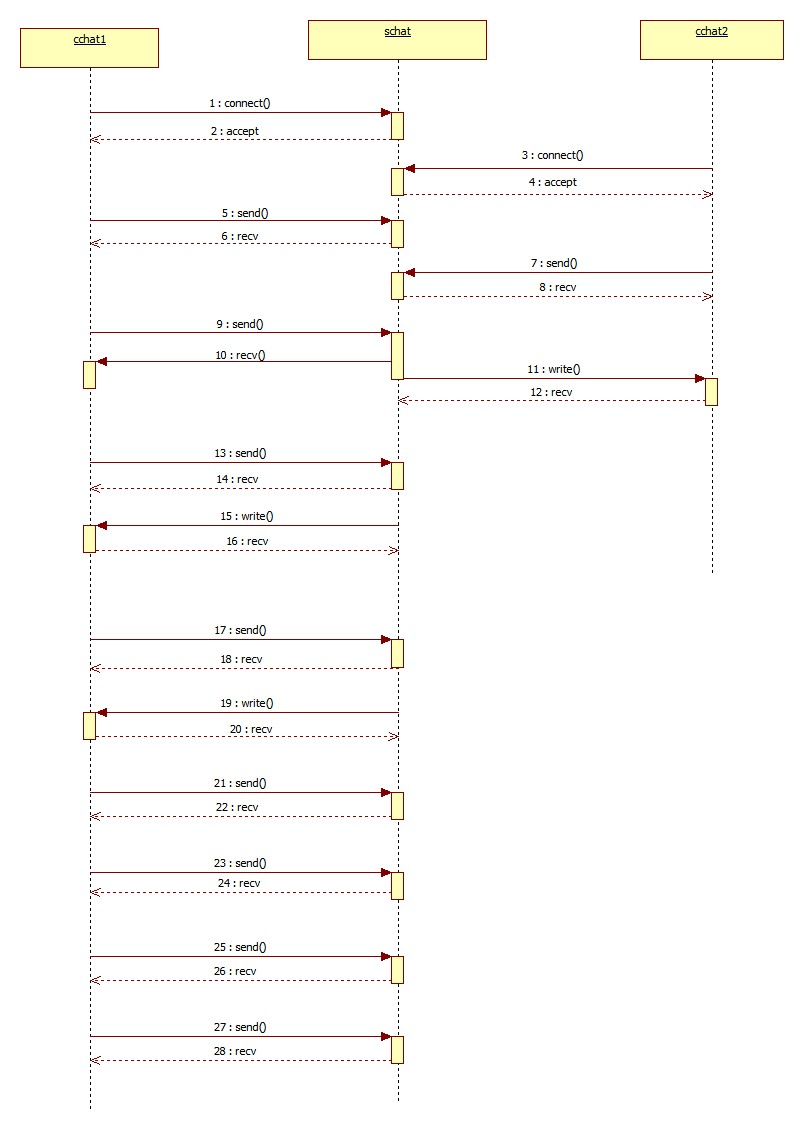 cchat1
schat
cchat2
1 : connect()
2 : accept
3 : connect()
4 : accept
5 : send()
6 : recv
7 : send()
8 : recv
9 : send()
10 : recv()
11 : write()
12 : recv
13 : send()
14 : recv
15 : write()
16 : recv
17 : send()
18 : recv
19 : write()
20 : recv
21 : send()
22 : recv
23 : send()
24 : recv
25 : send()
26 : recv
27 : send()
28 : recv